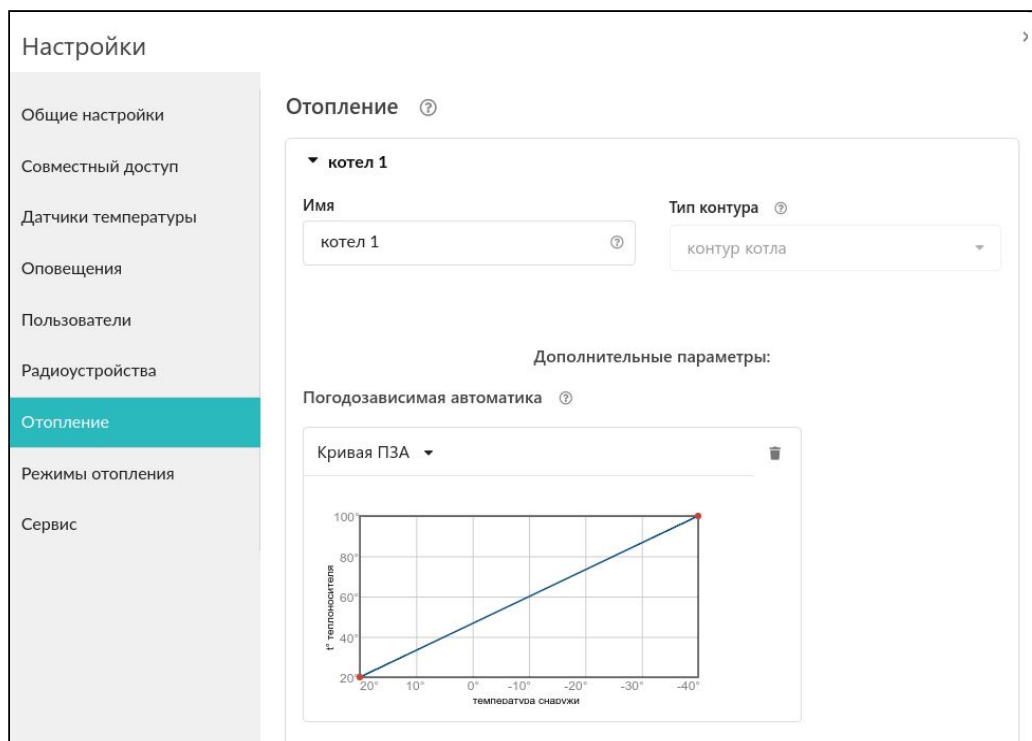 Настройки
×
Общие настройки
Совместный доступ
Датчики температуры
Оповещения
Пользователи
Радиоустройства
Отопление
Режимы отопления
Сервис
Отопление ?
котел 1
Имя
котел 1 ?
Тип контура ?
контур котла
Дополнительные параметры:
Погодозависимая автоматика ?
Кривая ПЗА
t° теплоносителя
100°
80°
60°
40°
20°
20° 10° 0° -10° -20° -30° -40°
температура снаружи